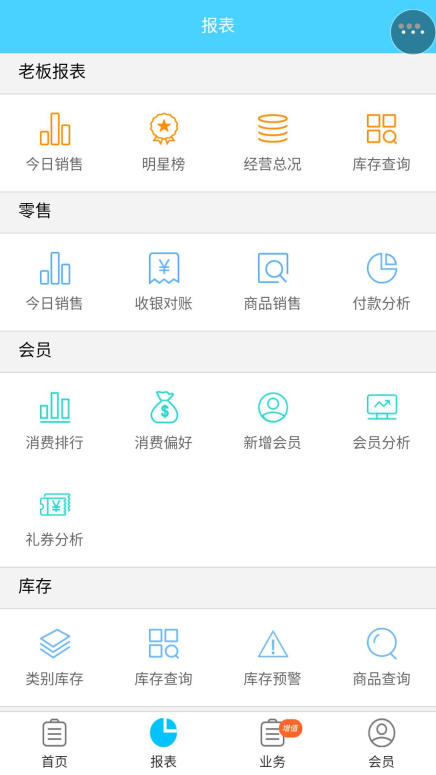 报表
老板报表
今日销售 明星榜 经营总况 库存查询
零售
今日销售 收银对账 商品销售 付款分析
会员
消费排行 消费偏好 新增会员 会员分析
礼券分析
库存
类别库存 库存查询 库存预警 商品查询
增值
首页 报表 业务 会员